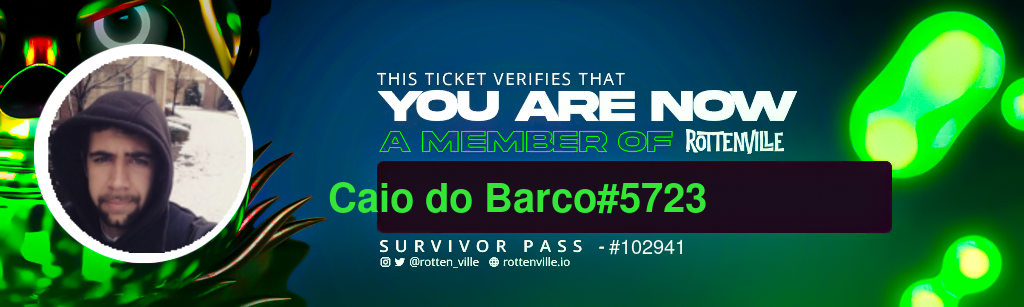 THIS TICKET VERIFIES THAT
YOU ARE NOW
A MEMBER OF ROTTENVILLE
Caio do Barco#5723
SURVIVOR PASS - #102941
@rotten_ville rottenville.io